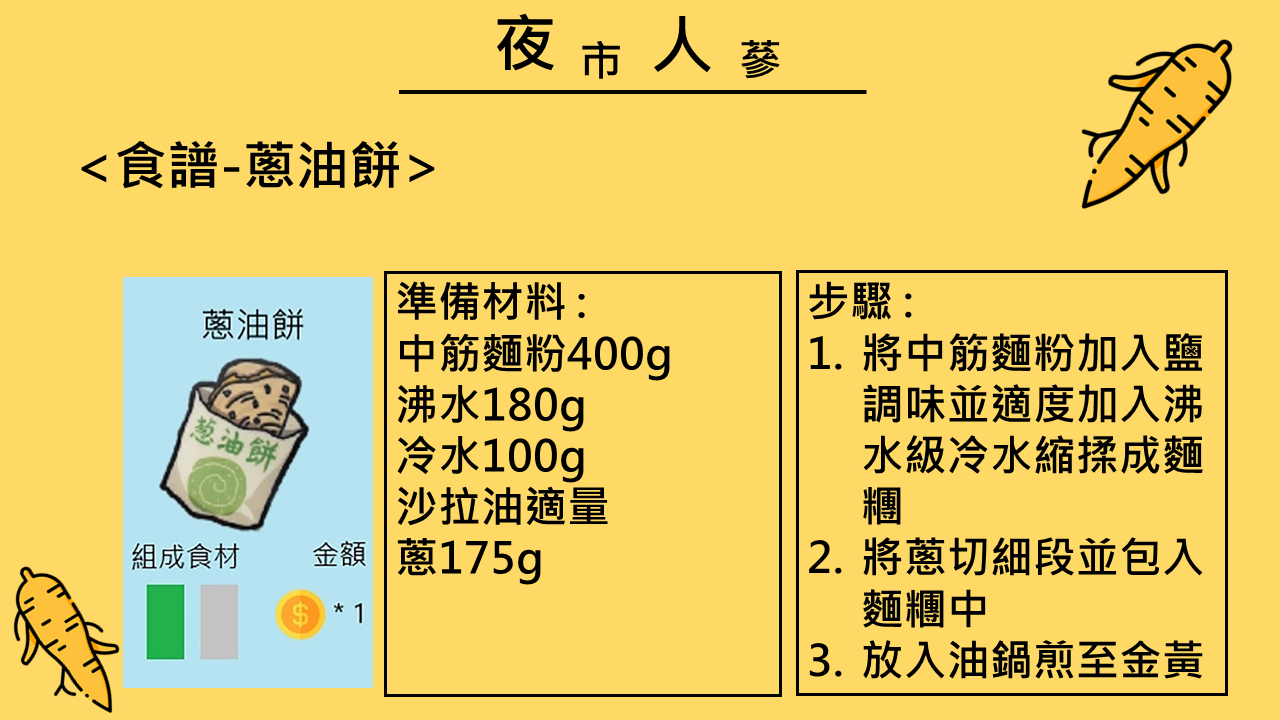 夜市人蔘
<食譜-蔥油餅>
蔥油餅
葱油餅
組成食材
金額
* 1
準備材料:
中筋麵粉400g
沸水180g
冷水100g
沙拉油適量
蔥175g
步驟:
1. 將中筋麵粉加入鹽
調味並適度加入沸
水級冷水縮揉成麵
糰
2. 將蔥切細段並包入
麵糰中
3. 放入油鍋煎至金黃